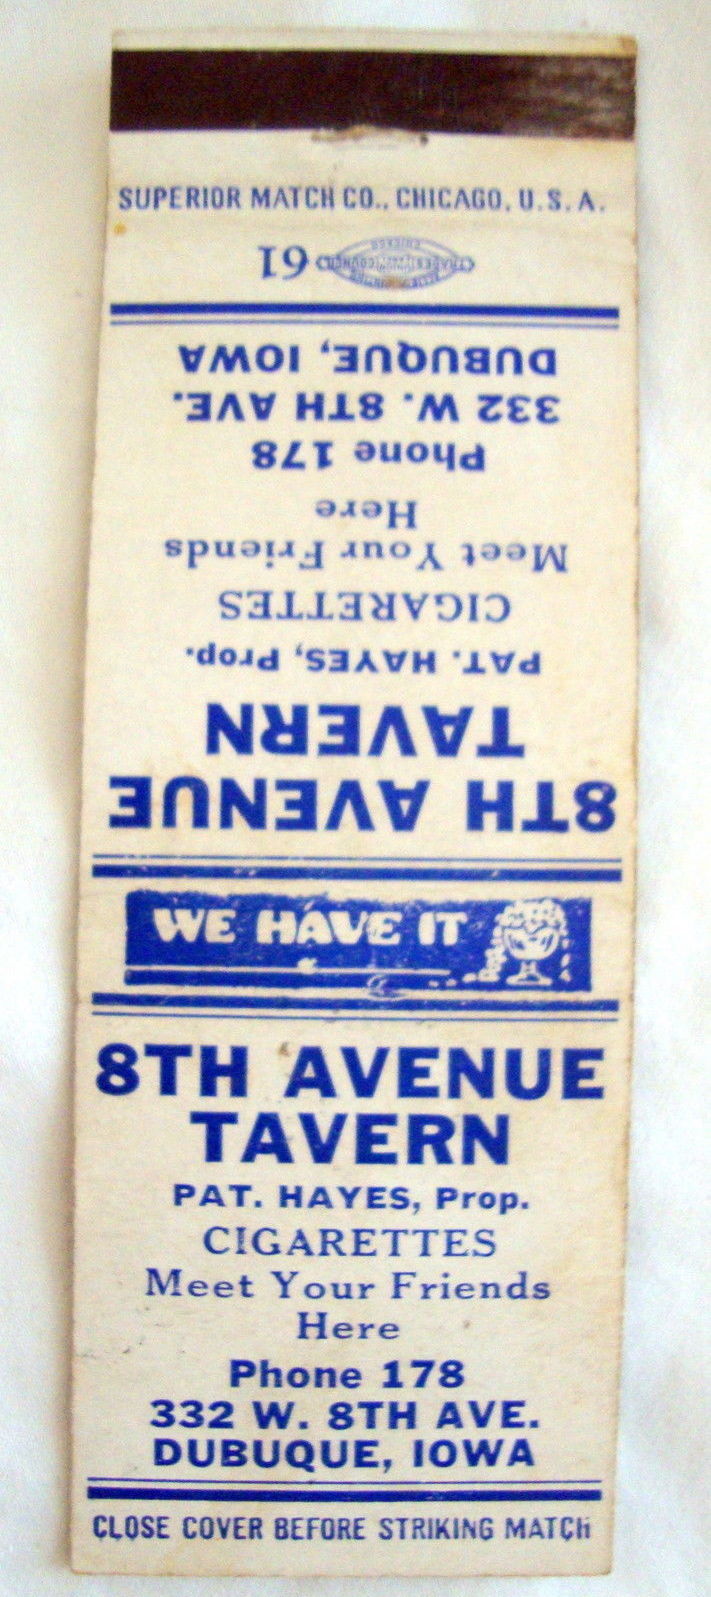 SUPERIOR MATCH CO., CHICAGO, U.S.A.
61
8TH AVENUE
TAVERN
PAT. HAYES, Prop.
CIGARETTES
Meet Your Friends
Here
Phone 178
332 W. 8TH AVE.
DUBUQUE, IOWA
WE HAVE IT
8TH AVENUE
TAVERN
PAT. HAYES, Prop.
CIGARETTES
Meet Your Friends
Here
Phone 178
332 W. 8TH AVE.
DUBUQUE, IOWA
CLOSE COVER BEFORE STRIKING MATCH